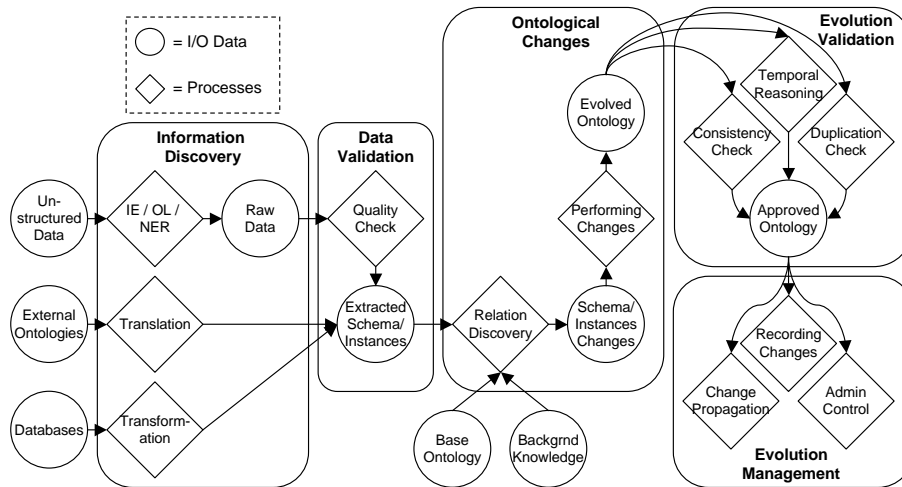 = I/O Data
= Processes
Information
Discovery
Data
Validation
Ontological
Changes
Evolution
Validation
Un-
structured
Data
IE / OL /
NER
Raw
Data
Quality
Check
External
Ontologies
Translation
Extracted
Schema/
Instances
Databases
Transform-
ation
Relation
Discovery
Base
Ontology
Backgrnd
Knowledge
Schema/
Instances
Changes
Performing
Changes
Evolved
Ontology
Temporal
Reasoning
Consistency
Check
Duplication
Check
Approved
Ontology
Recording
Changes
Change
Propagation
Admin
Control
Evolution
Management